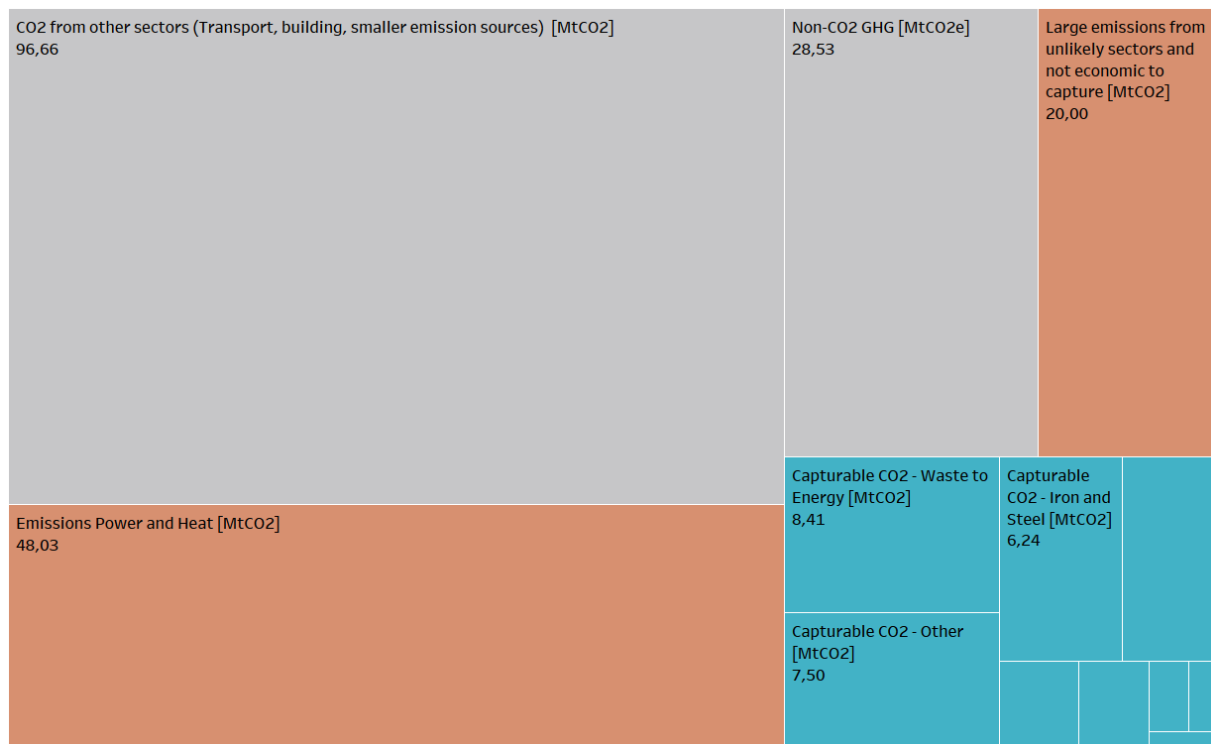 CO2 from other sectors (Transport, building, smaller emission sources)  [MtCO2]
96,66
Non-CO2 GHG [MtCO2e]
28,53
Large emissions from
unlikely sectors and
not economic to
capture [MtCO2]
20,00
Emissions Power and Heat [MtCO2]
48,03
Capturable CO2 - Waste to
Energy [MtCO2]
8,41
Capturable
CO2 - Iron and
Steel [MtCO2]
6,24
Capturable CO2 - Other
[MtCO2]
7,50